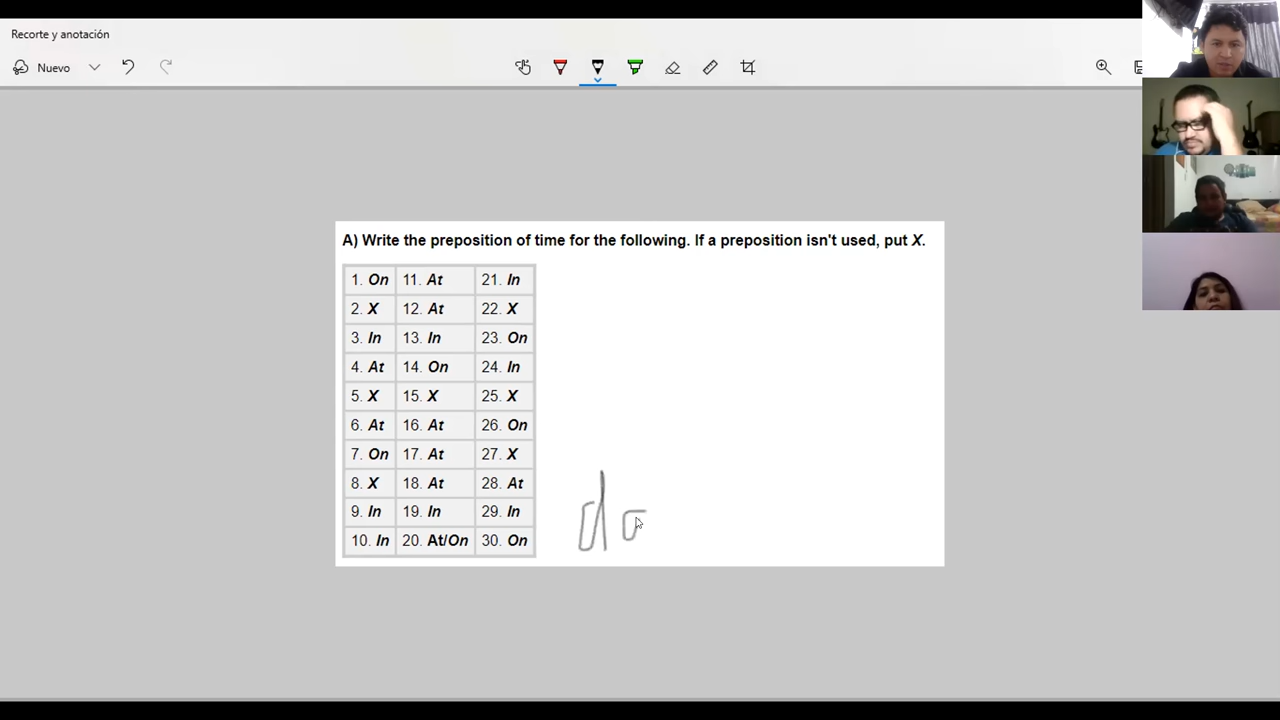 Recorte y anotación
Nuevo
A) Write the preposition of time for the following. If a preposition isn't used, put X.
1. On 11. At 21. In
2. X 12. At 22. X
3. In 13. In 23. On
4. At 14. On 24. In
5. X 15. X 25. X
6. At 16. At 26. On
7. On 17. At 27. X
8. X 18. At 28. At
9. In 19. In 29. In
10. In 20. At/On 30. On